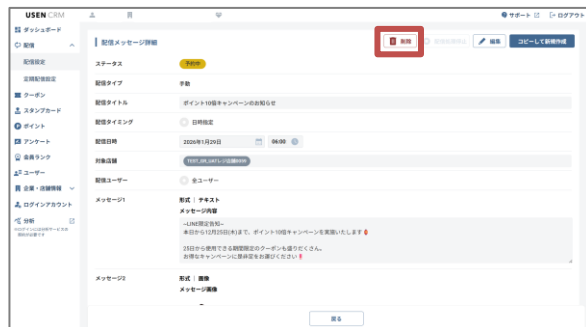 USEN CRM
サポート
ログアウト
ダッシュボード
配信
配信設定
定期配信設定
クーポン
スタンプカード
ポイント
アンケート
会員ランク
ユーザー
企業・店舗情報
ログインアカウント
分析
配信メッセージ詳細
削除
編集
コピーして新規作成
ステータス
予約中
配信タイプ
手動
配信タイトル
ポイント10倍キャンペーンのお知らせ
配信タイミング
日時指定
配信日時
2026年1月29日
06:00
対象店舗
配信ユーザー
全ユーザー
メッセージ1
形式 | テキスト
メッセージ内容
~LINE限定告知~
本日から12月25日(木)まで、ポイント10倍キャンペーンを実施いたします
25日から使用できる期間限定のクーポンも盛りだくさん。
お得なキャンペーンに是非足をお運びください
メッセージ2
形式 | 画像
メッセージ画像
戻る